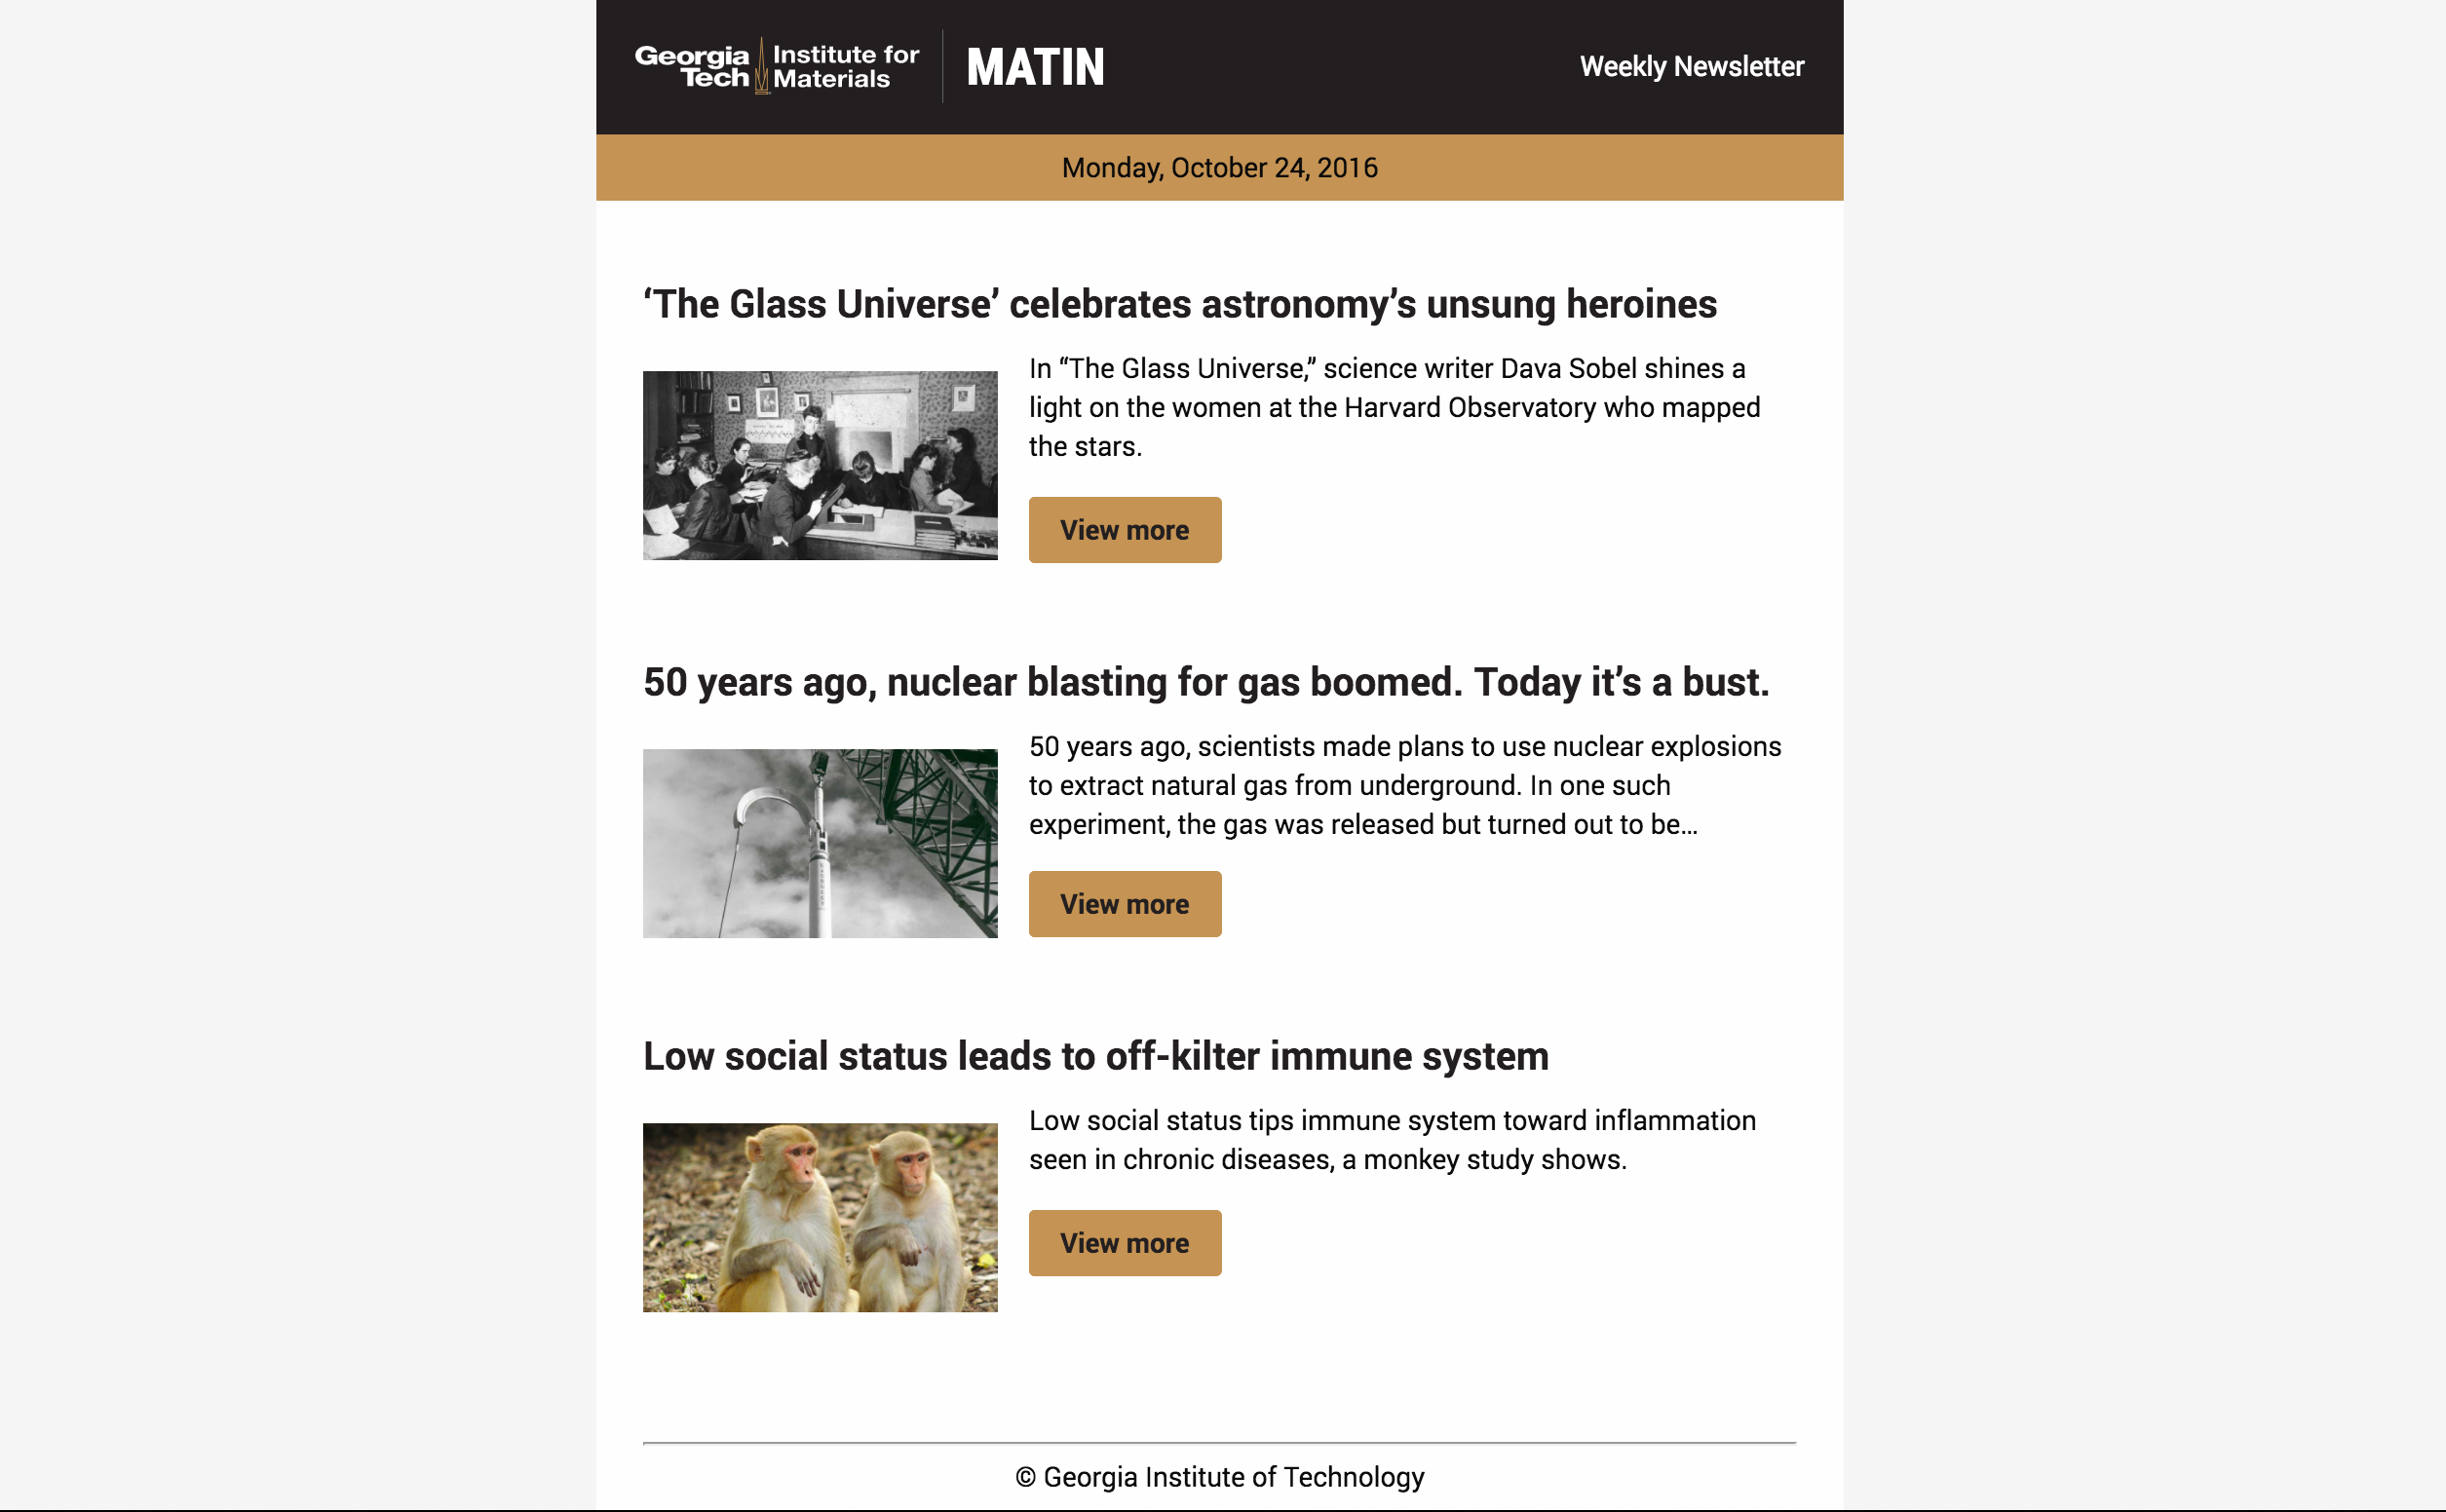 Georgia Tech Institute for Materials
MATIN
Weekly Newsletter
Monday, October 24, 2016
‘The Glass Universe’ celebrates astronomy’s unsung heroines
In “The Glass Universe,” science writer Dava Sobel shines a
light on the women at the Harvard Observatory who mapped
the stars.
View more
50 years ago, nuclear blasting for gas boomed. Today it’s a bust.
50 years ago, scientists made plans to use nuclear explosions
to extract natural gas from underground. In one such
experiment, the gas was released but turned out to be...
View more
Low social status leads to off-kilter immune system
Low social status tips immune system toward inflammation
seen in chronic diseases, a monkey study shows.
View more
© Georgia Institute of Technology